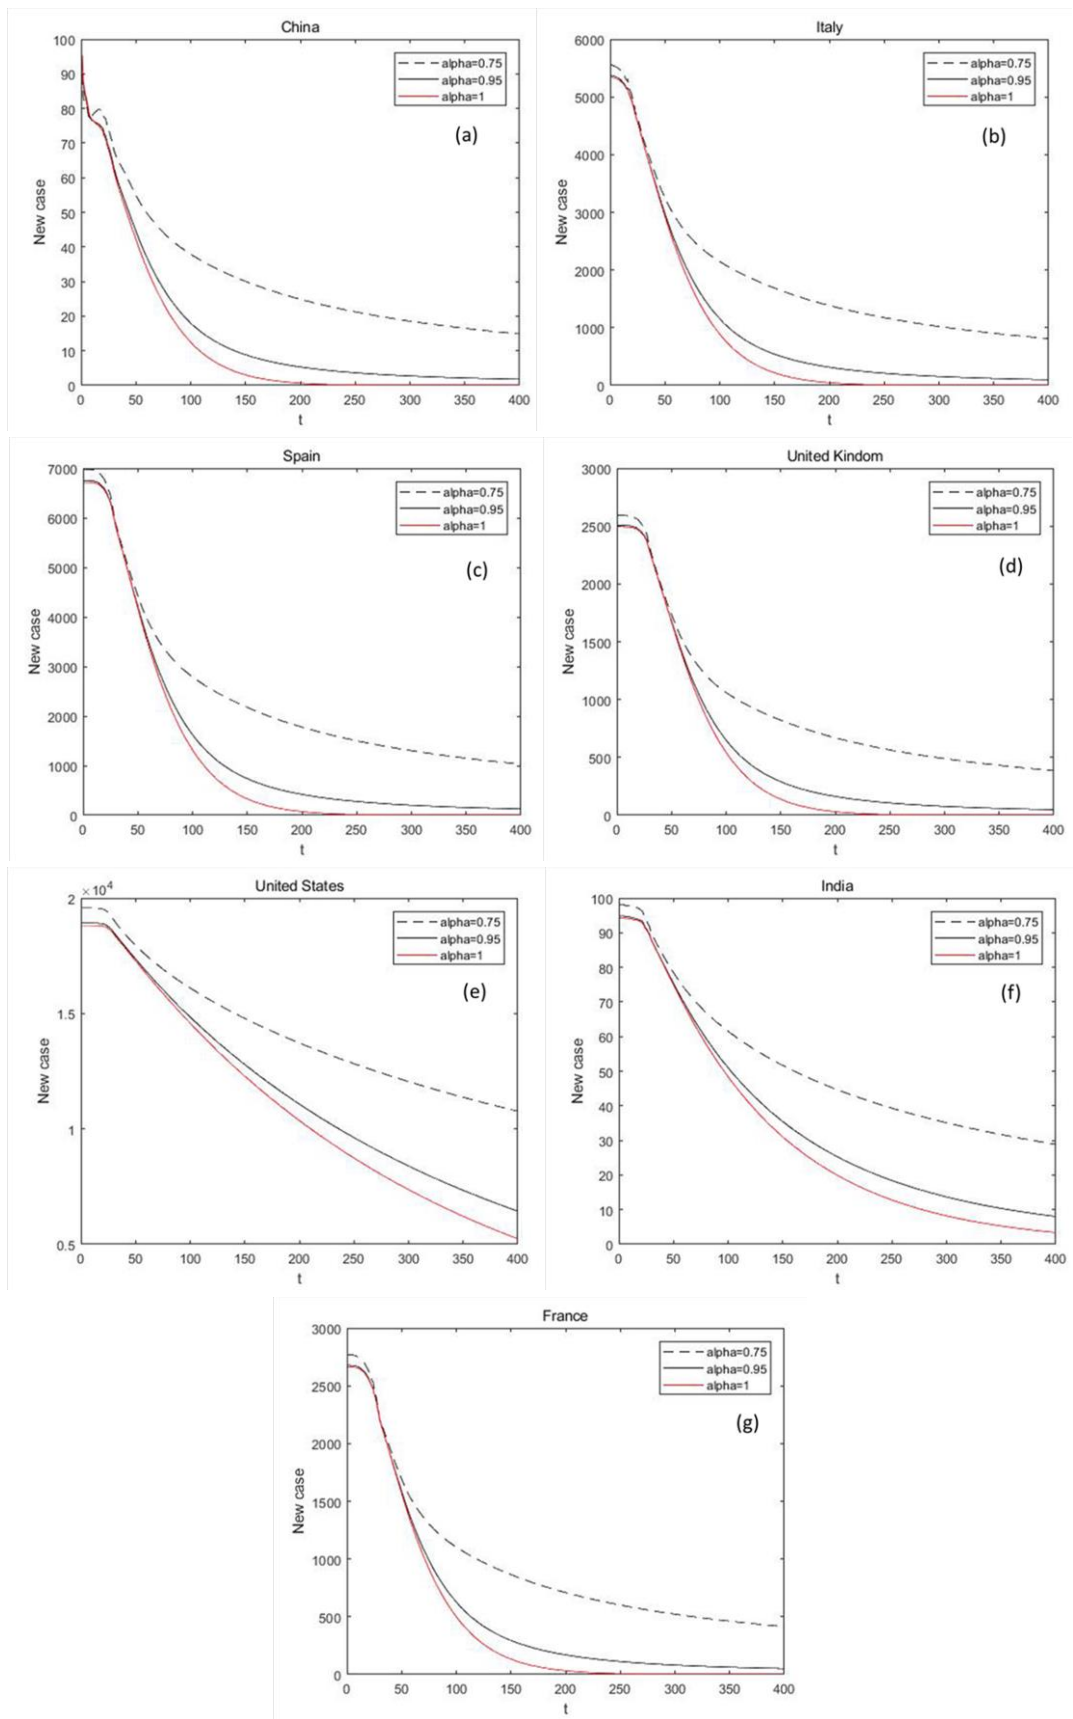 China
100
90
80
70
60
50
40
30
20
10
0
New case
alpha=0.75
alpha=0.95
alpha=1
(a)
0 50 100 150 200 250 300 350 400
t
Italy
6000
5000
4000
3000
2000
1000
0
New case
alpha=0.75
alpha=0.95
alpha=1
(b)
0 50 100 150 200 250 300 350 400
t
Spain
7000
6000
5000
4000
3000
2000
1000
0
New case
alpha=0.75
alpha=0.95
alpha=1
(c)
0 50 100 150 200 250 300 350 400
t
United Kindom
3000
2500
2000
1500
1000
500
0
New case
alpha=0.75
alpha=0.95
alpha=1
(d)
0 50 100 150 200 250 300 350 400
t
United States
× 10⁴
2
1.5
1
0.5
New case
alpha=0.75
alpha=0.95
alpha=1
(e)
0 50 100 150 200 250 300 350 400
t
India
100
90
80
70
60
50
40
30
20
10
0
New case
alpha=0.75
alpha=0.95
alpha=1
(f)
0 50 100 150 200 250 300 350 400
t
France
3000
2500
2000
1500
1000
500
0
New case
alpha=0.75
alpha=0.95
alpha=1
(g)
0 50 100 150 200 250 300 350 400
t